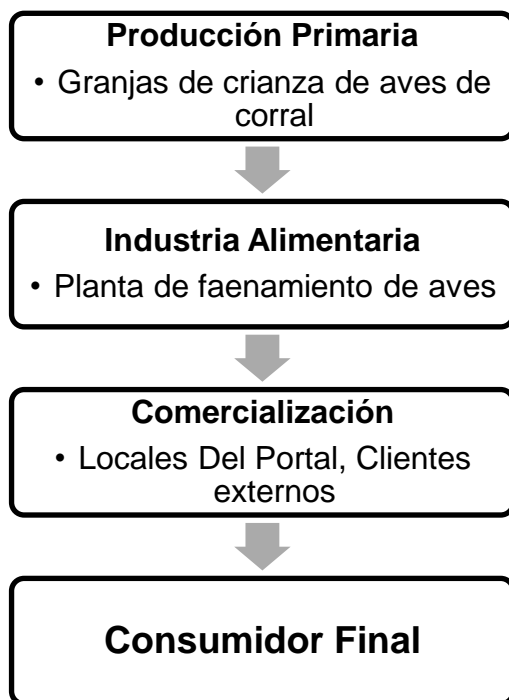 Producción Primaria
• Granjas de crianza de aves de
corral
Industria Alimentaria
• Planta de faenamiento de aves
Comercialización
• Locales Del Portal, Clientes
externos
Consumidor Final